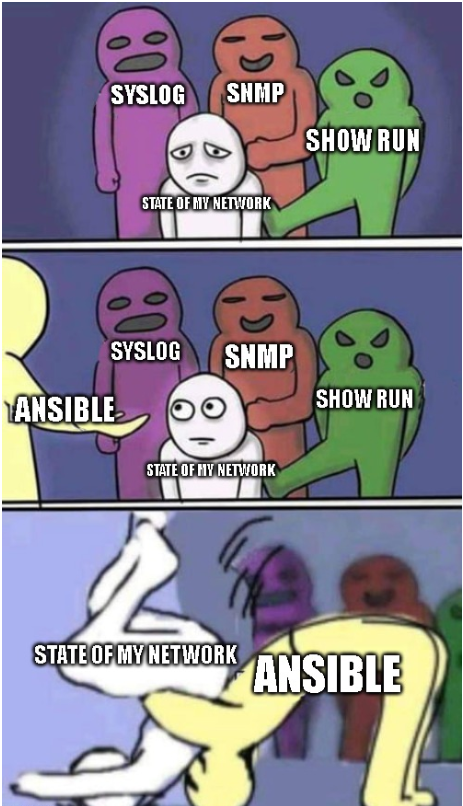 SYSLOG
SNMP
SHOW RUN
STATE OF MY NETWORK
SYSLOG
SNMP
SHOW RUN
ANSIBLE
STATE OF MY NETWORK
STATE OF MY NETWORK
ANSIBLE